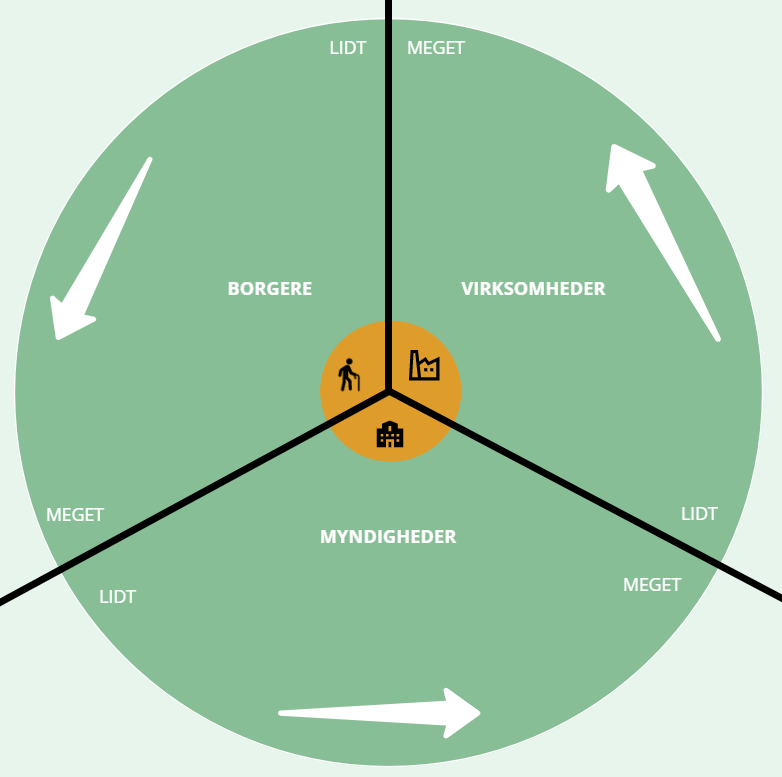 LIDT
MEGET
BORGERE
VIRKSOMHEDER
MEGET
LIDT
MYNDIGHEDER
LIDT
MEGET